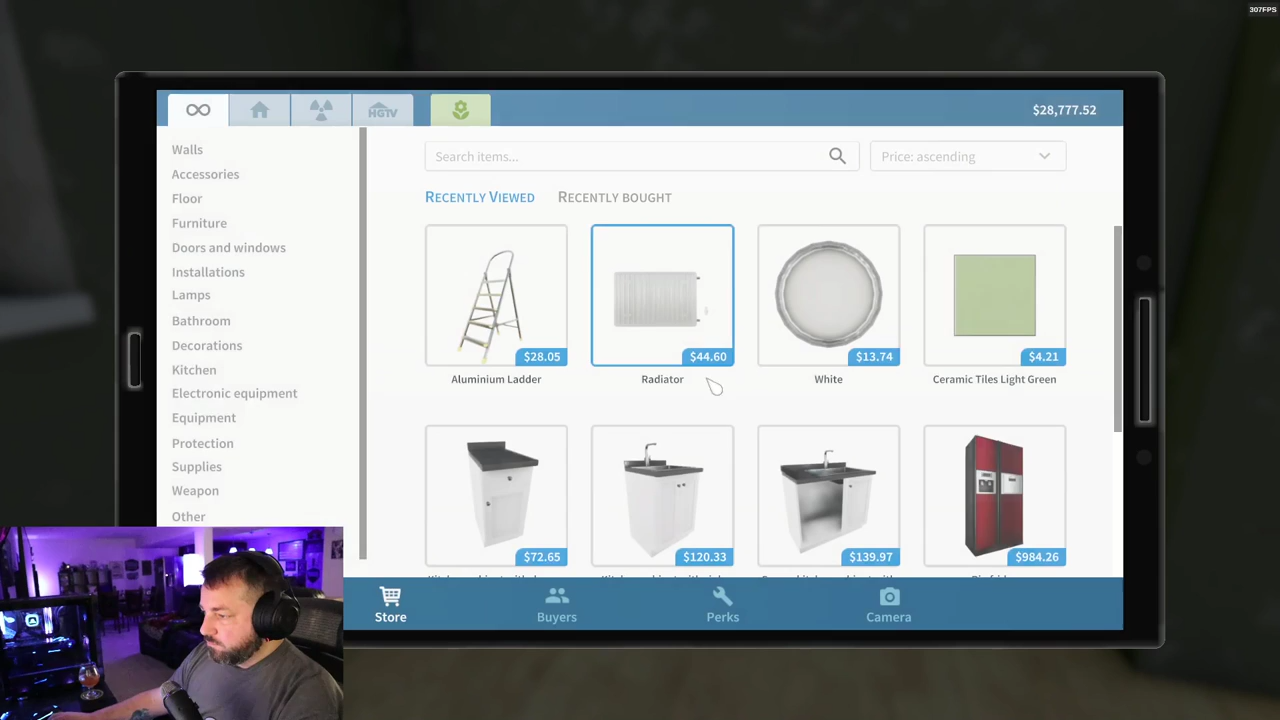 307FPS
HGTV
$28,777.52
Walls
Accessories
Floor
Furniture
Doors and windows
Installations
Lamps
Bathroom
Decorations
Kitchen
Electronic equipment
Equipment
Protection
Supplies
Weapon
Other
Search items...
Price: ascending
RECENTLY VIEWED
RECENTLY BOUGHT
$28.05
$44.60
$13.74
$4.21
Aluminium Ladder
Radiator
White
Ceramic Tiles Light Green
$72.65
$120.33
$139.97
$984.26
Store
Buyers
Perks
Camera